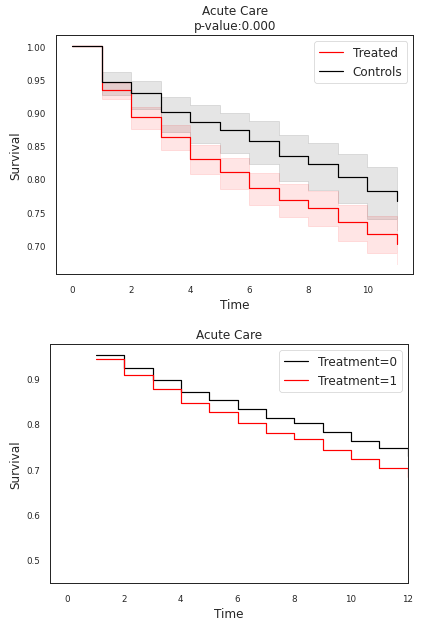 Acute Care
p-value:0.000
Treated
Controls
1.00
0.95
0.90
0.85
0.80
0.75
0.70
Survival
0 2 4 6 8 10
Time
Acute Care
Treatment=0
Treatment=1
0.9
0.8
0.7
0.6
0.5
Survival
0 2 4 6 8 10 12
Time